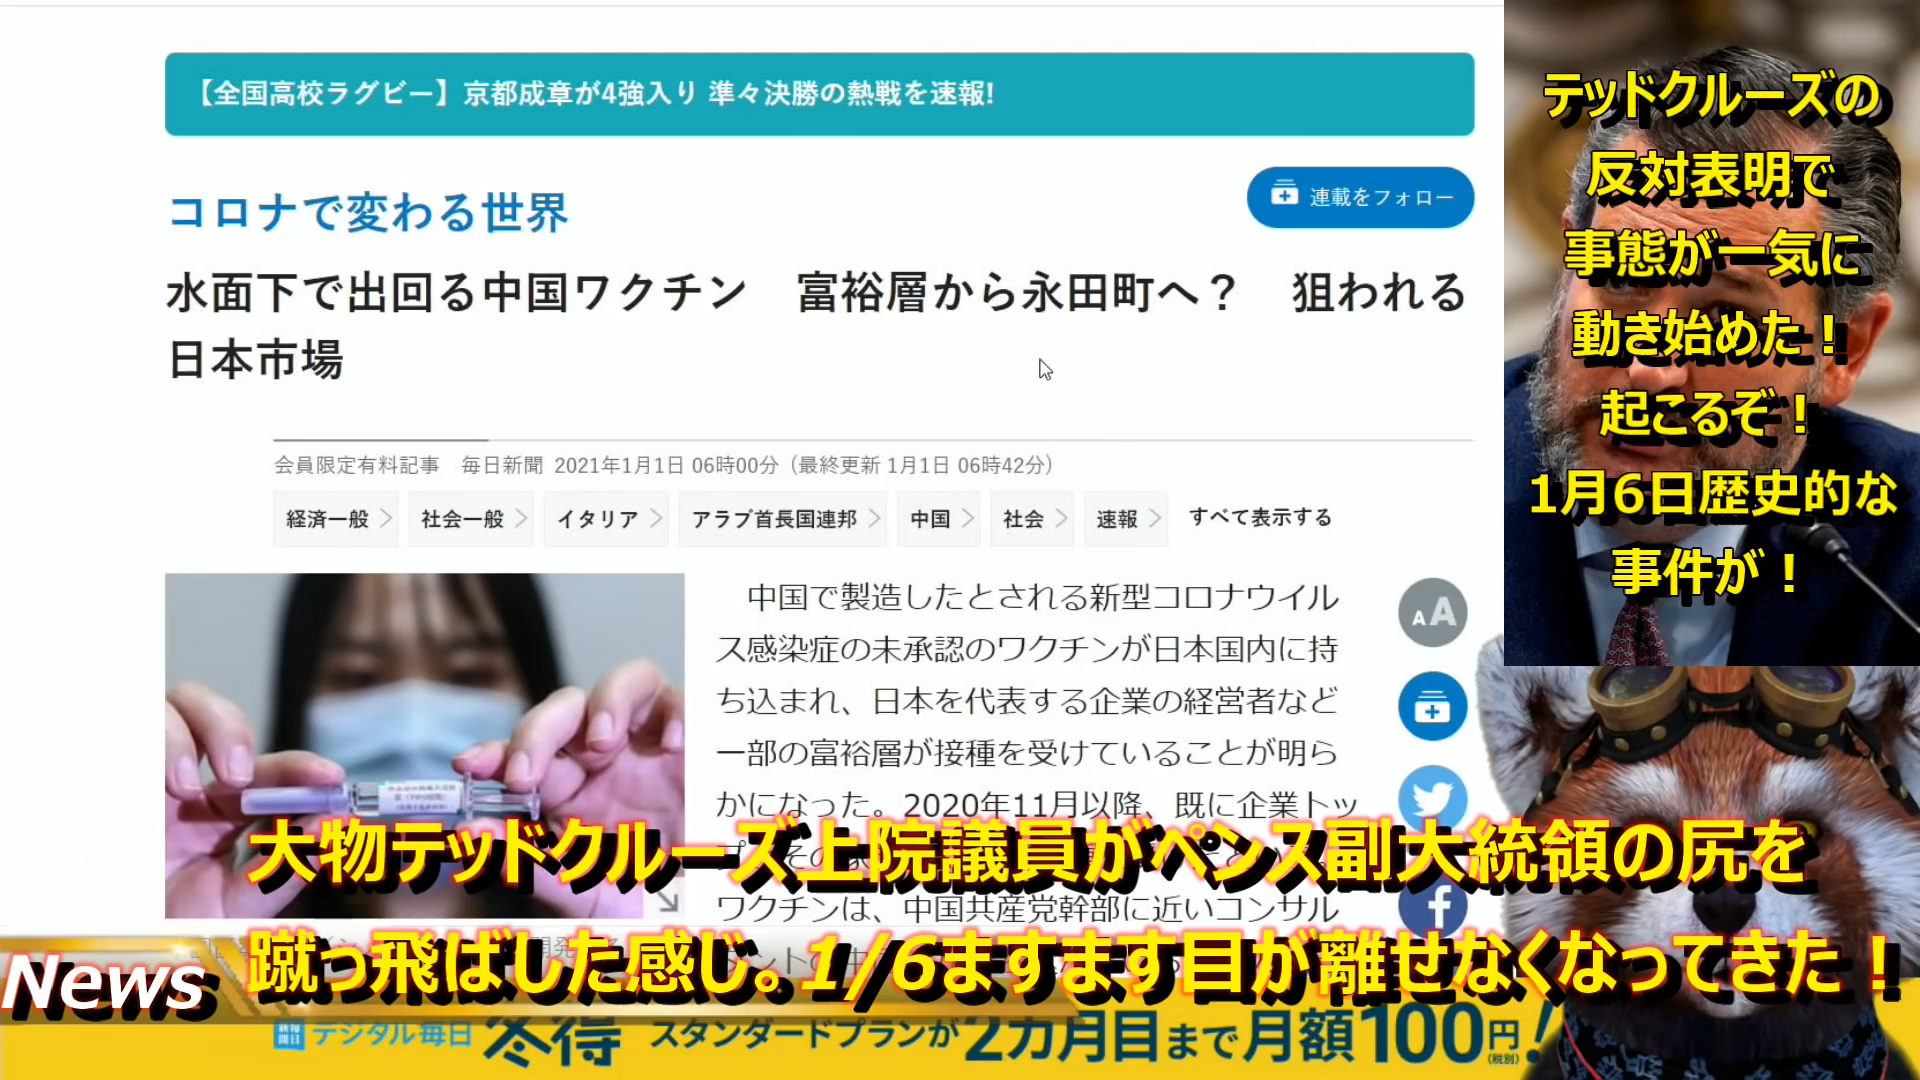 【全国高校ラグビー】京都成章が4強入り 準々決勝の熱戦を速報!
コロナで変わる世界
連載をフォロー
水面下で出回る中国ワクチン　富裕層から永田町へ？　狙われる
日本市場
会員限定有料記事　毎日新聞 2021年1月1日 06時00分（最終更新 1月1日 06時42分）
経済一般
社会一般
イタリア
アラブ首長国連邦
中国
社会
速報
すべて表示する
中国で製造したとされる新型コロナウイル
ス感染症の未承認のワクチンが日本国内に持
ち込まれ、日本を代表する企業の経営者など
一部の富裕層が接種を受けていることが明ら
かになった。2020年11月以降、既に企業トッ
ワクチンは、中国共産党幹部に近いコンサル
AA
テッドクルーズの
反対表明で
事態が一気に
動き始めた！
起こるぞ！
1月6日歴史的な
事件が！
大物テッドクルーズ上院議員がペンス副大統領の尻を
蹴っ飛ばした感じ。1/6ますます目が離せなくなってきた！
News
毎日新聞 デジタル毎日 冬得 スタンダードプランが2カ月目まで月額100円(税別)！